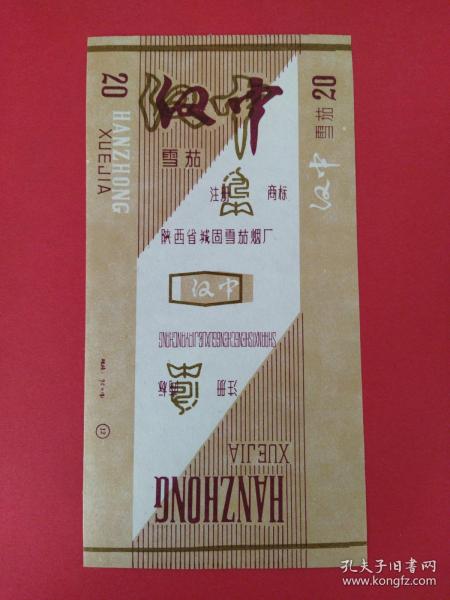 20
HANZHONG
XUEJIA
汉中
雪茄
注册 商标
陕西省城固雪茄烟厂
汉中
SHANXISHENGCHENGGUXUEJIAYANCHANG
注册 商标
XUEJIA
HANZHONG
20
雪茄
汉中
12
孔夫子旧书网
www.kongfz.com